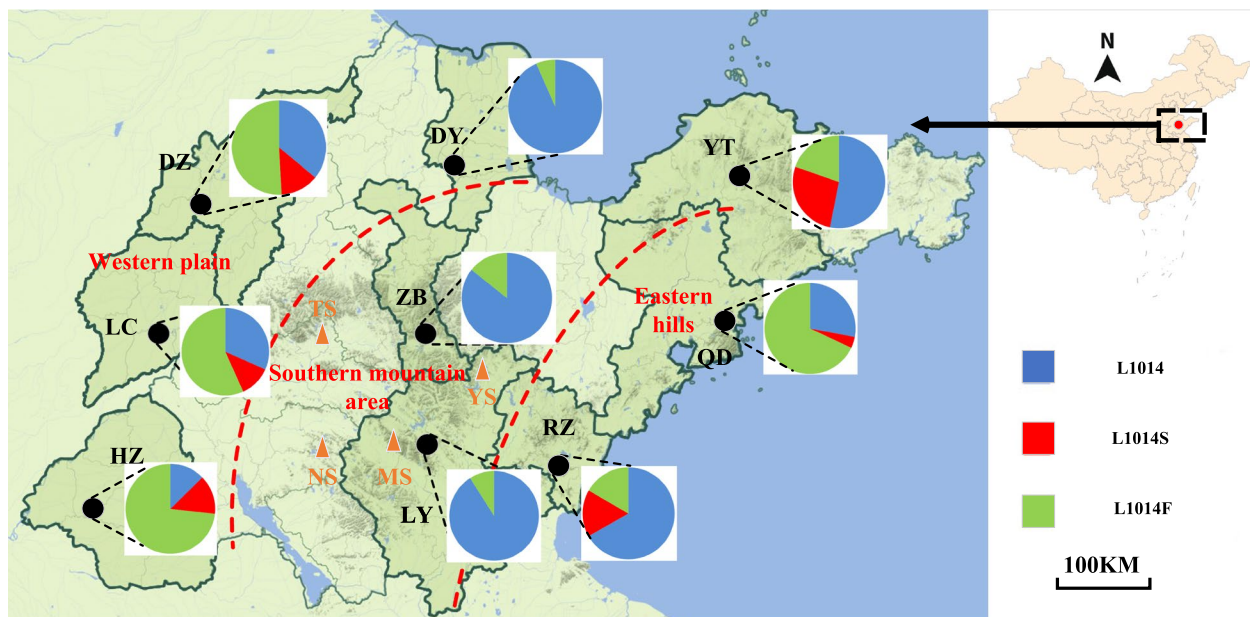 N
DY
YT
DZ
Western plain
ZB
Eastern
hills
TS
LC
QD
Southern mountain
area
YS
L1014
RZ
L1014S
HZ
NS
MS
LY
L1014F
100KM